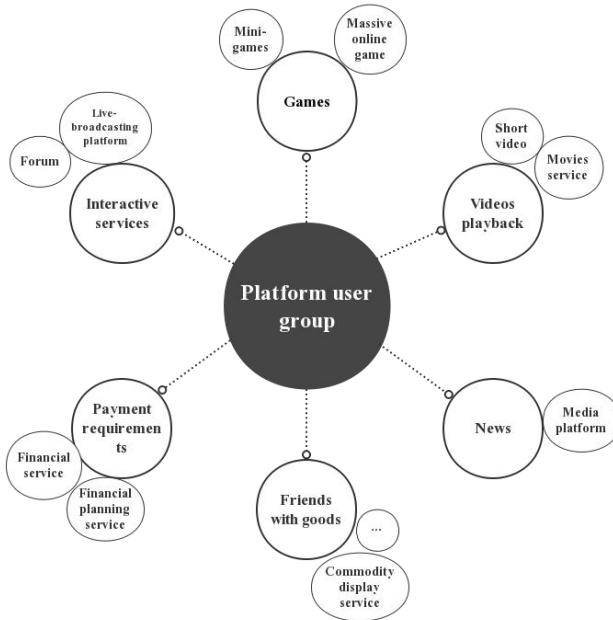 Mini-
games
Massive
online
game
Games
Live-
broadcasting
platform
Forum
Interactive
services
Short
video
Movies
service
Videos
playback
Platform user
group
Payment
requiremen
ts
Financial
service
Financial
planning
service
Friends
with goods
...
Commodity
display
service
News
Media
platform